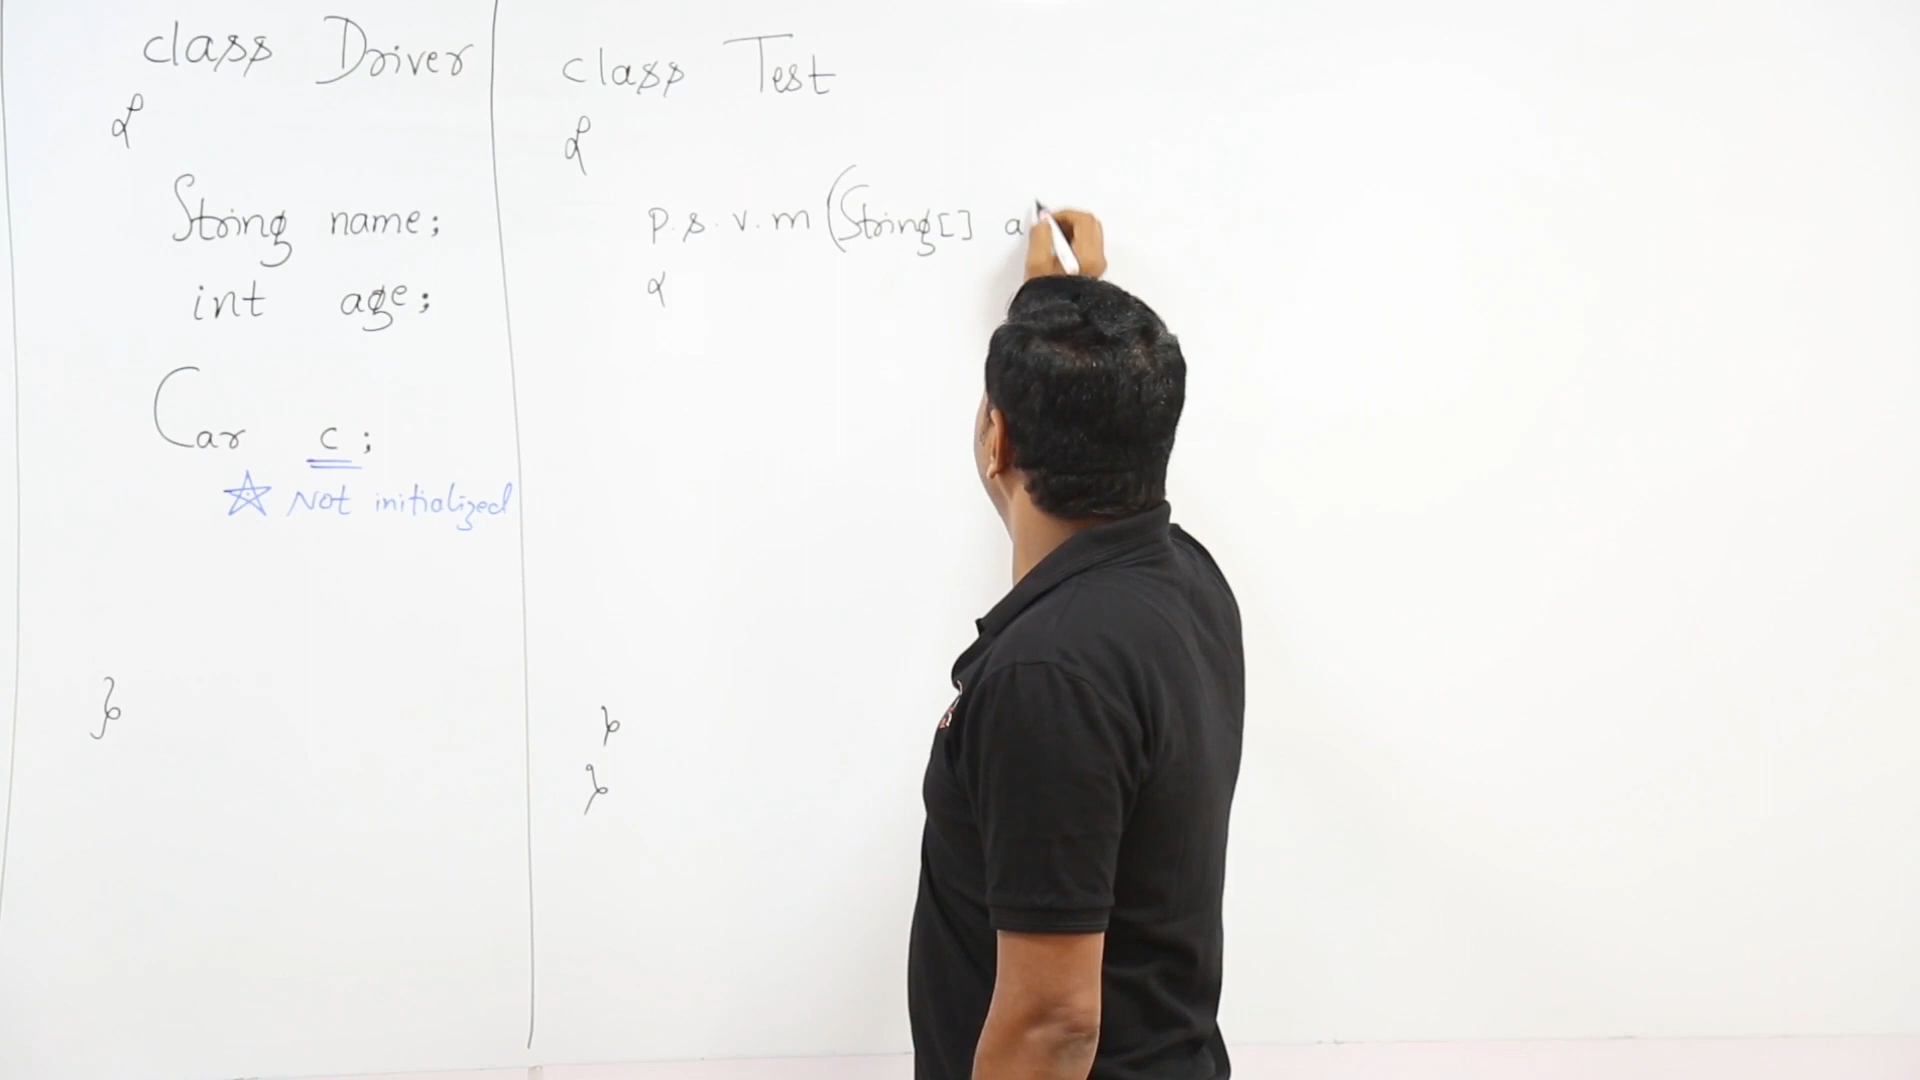 class Driver
{
String name;
int age;
Car c;
☆ Not initialized
}
class Test
{
p.s.v.m (String[] a
{
}
}